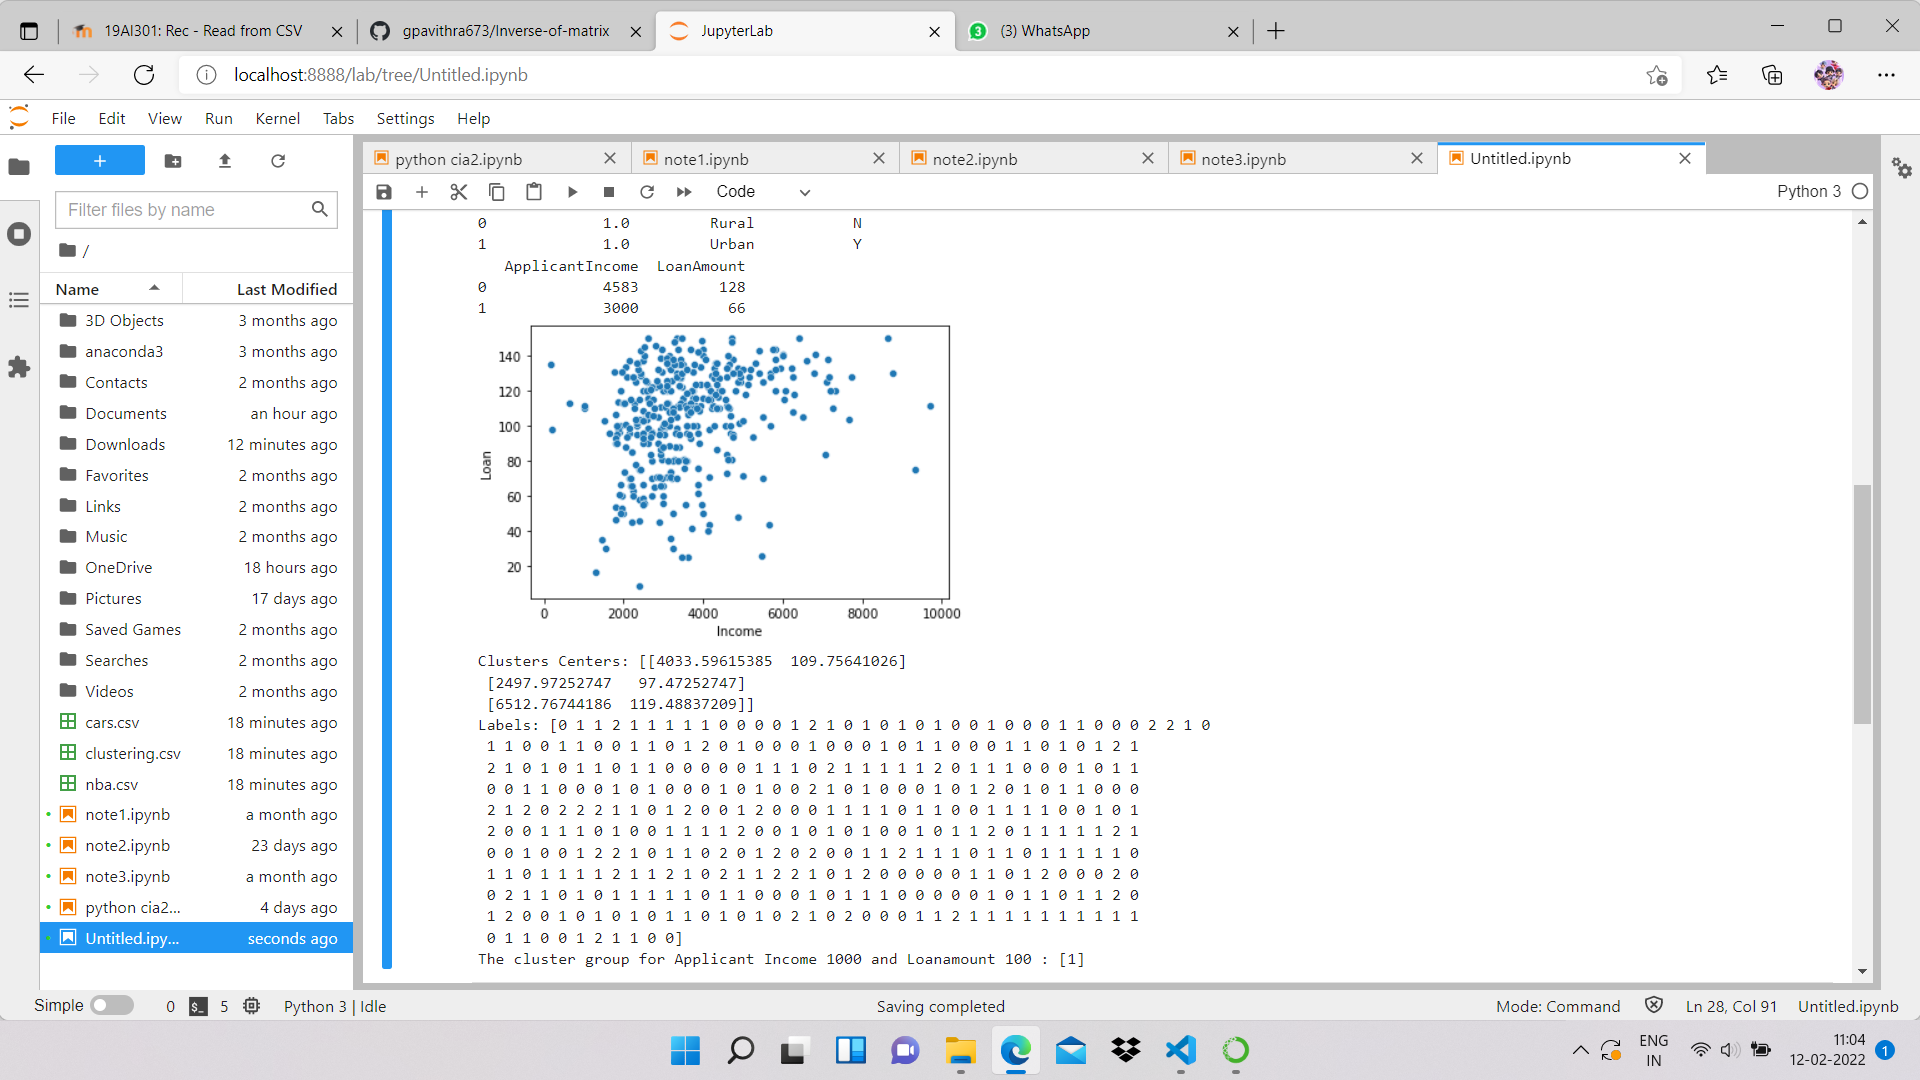 19AI301: Rec - Read from CSV
gpavithra673/Inverse-of-matrix
JupyterLab
3
(3) WhatsApp
localhost:8888/lab/tree/Untitled.ipynb
File Edit View Run Kernel Tabs Settings Help
python cia2.ipynb
note1.ipynb
note2.ipynb
note3.ipynb
Untitled.ipynb
Code
Python 3
Filter files by name
/
Name Last Modified
3D Objects 3 months ago
anaconda3 3 months ago
Contacts 2 months ago
Documents an hour ago
Downloads 12 minutes ago
Favorites 2 months ago
Links 2 months ago
Music 2 months ago
OneDrive 18 hours ago
Pictures 17 days ago
Saved Games 2 months ago
Searches 2 months ago
Videos 2 months ago
cars.csv 18 minutes ago
clustering.csv 18 minutes ago
nba.csv 18 minutes ago
note1.ipynb a month ago
note2.ipynb 23 days ago
note3.ipynb a month ago
python cia2... 4 days ago
Untitled.ipy... seconds ago
0 1.0 Rural N
1 1.0 Urban Y
ApplicantIncome LoanAmount
0 4583 128
1 3000 66
140
120
100
80
60
40
20
Loan
0 2000 4000 6000 8000 10000
Income
Clusters Centers: [[4033.59615385 109.75641026]
[2497.97252747 97.47252747]
[6512.76744186 119.48837209]]
Labels: [0 1 1 2 1 1 1 1 1 0 0 0 0 1 2 1 0 1 0 1 0 1 0 0 1 0 0 0 1 1 0 0 0 2 2 1 0
1 1 0 0 1 1 0 0 1 1 0 1 2 0 1 0 0 0 1 0 0 0 1 0 1 1 0 0 0 1 1 0 1 0 1 2 1
2 1 0 1 0 1 1 0 1 1 0 0 0 0 0 1 1 1 0 2 1 1 1 1 1 2 0 1 1 1 0 0 0 1 0 1 1
0 0 1 1 0 0 0 1 0 1 0 0 0 1 0 1 0 0 2 1 0 1 0 0 0 1 0 1 2 0 1 0 1 1 0 0 0
2 1 2 0 2 2 2 1 1 0 1 2 0 0 1 2 0 0 0 1 1 1 1 0 1 1 0 0 1 1 1 1 0 0 1 0 1
2 0 0 1 1 1 0 1 0 0 1 1 1 1 2 0 0 1 0 1 0 1 0 0 1 0 1 1 2 0 1 1 1 1 1 2 1
0 0 1 0 0 1 2 2 1 0 1 1 0 2 0 1 2 0 2 0 0 1 1 2 1 1 1 0 1 1 0 1 1 1 1 1 0
1 1 0 1 1 1 1 2 1 1 2 1 0 2 1 1 2 2 1 0 1 2 0 0 0 0 0 1 1 0 1 2 0 0 0 2 0
0 2 1 1 0 1 0 1 1 1 1 1 0 1 1 0 0 0 1 0 1 1 1 0 0 0 0 0 1 0 1 1 0 1 1 2 0
1 2 0 0 1 0 1 0 1 0 1 1 0 1 0 1 0 2 1 0 2 0 0 0 1 1 2 1 1 1 1 1 1 1 1 1 1
0 1 1 0 0 1 2 1 1 0 0]
The cluster group for Applicant Income 1000 and Loanamount 100 : [1]
Simple 0 $_ 5 Python 3 | Idle Saving completed Mode: Command Ln 28, Col 91 Untitled.ipynb
ENG
IN
11:04
12-02-2022
1